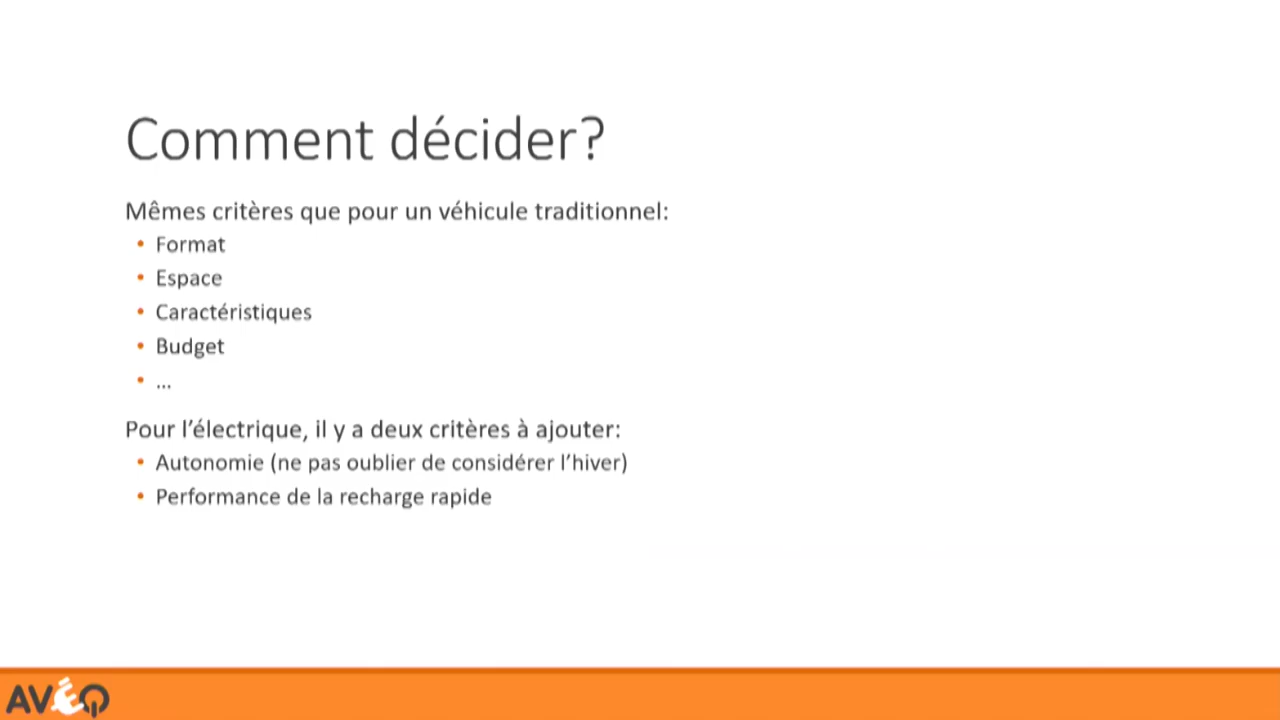 Comment décider?
Mêmes critères que pour un véhicule traditionnel:
• Format
• Espace
• Caractéristiques
• Budget
• ...
Pour l’électrique, il y a deux critères à ajouter:
• Autonomie (ne pas oublier de considérer l’hiver)
• Performance de la recharge rapide
AVÉQ